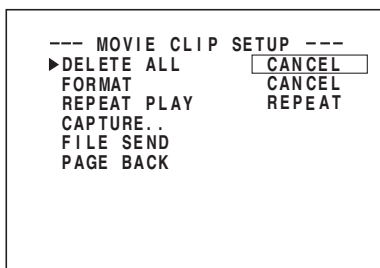 --- MOVIE CLIP SETUP ---
▶DELETE ALL CANCEL
FORMAT CANCEL
REPEAT PLAY REPEAT
CAPTURE..
FILE SEND
PAGE BACK